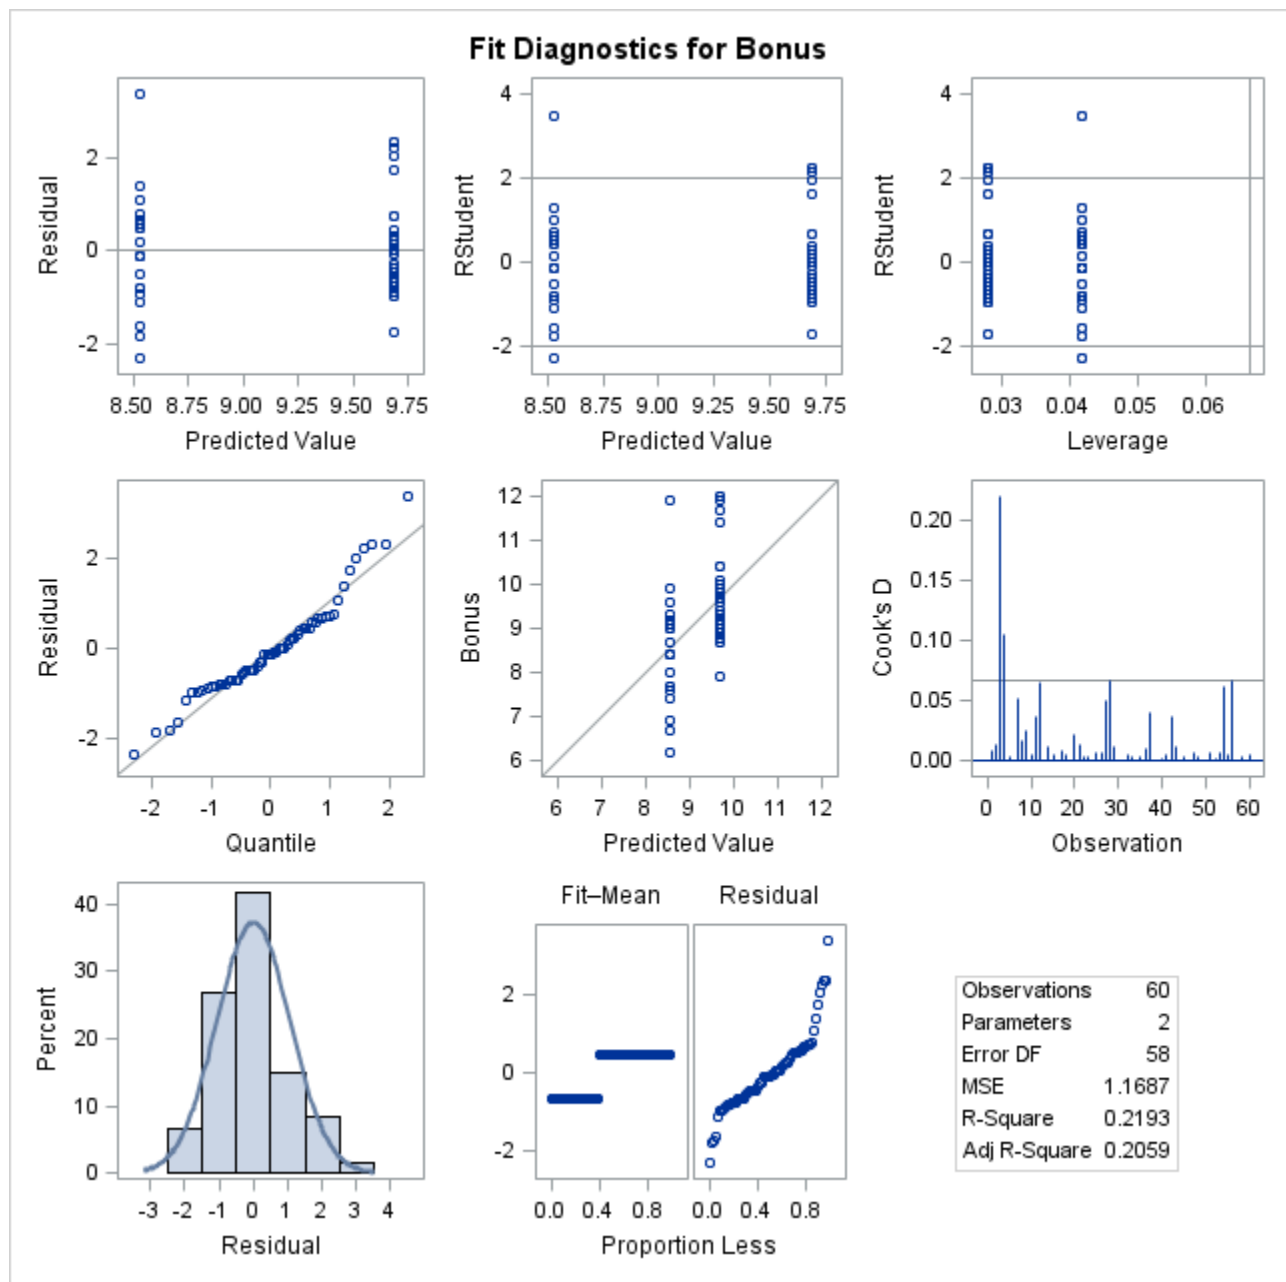 Fit Diagnostics for Bonus
Residual
2
0
-2
8.50 8.75 9.00 9.25 9.50 9.75
Predicted Value
RStudent
4
2
0
-2
8.50 8.75 9.00 9.25 9.50 9.75
Predicted Value
RStudent
4
2
0
-2
0.03 0.04 0.05 0.06
Leverage
Residual
2
0
-2
-2 -1 0 1 2
Quantile
Bonus
12
11
10
9
8
7
6
6 7 8 9 10 11 12
Predicted Value
Cook's D
0.20
0.15
0.10
0.05
0.00
0 10 20 30 40 50 60
Observation
Percent
40
30
20
10
0
-3 -2 -1 0 1 2 3 4
Residual
Fit–Mean Residual
2
0
-2
0.0 0.4 0.8 0.0 0.4 0.8
Proportion Less
Observations 60
Parameters 2
Error DF 58
MSE 1.1687
R-Square 0.2193
Adj R-Square 0.2059